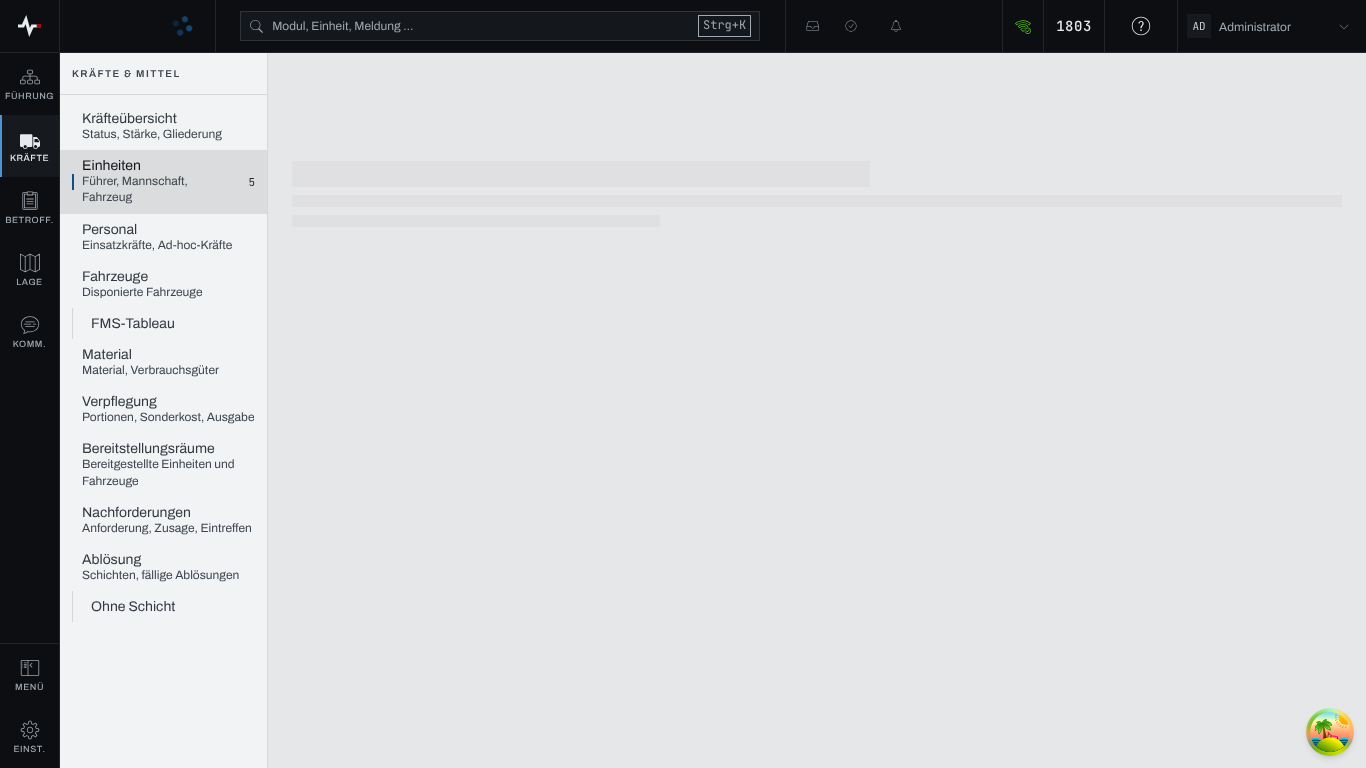 Modul, Einheit, Meldung ...
Strg+K
1803
AD
Administrator
FÜHRUNG
KRÄFTE
BETROFF.
LAGE
KOMM.
MENÜ
EINST.
KRÄFTE & MITTEL
Kräfteübersicht
Status, Stärke, Gliederung
Einheiten
Führer, Mannschaft,
Fahrzeug
5
Personal
Einsatzkräfte, Ad-hoc-Kräfte
Fahrzeuge
Disponierte Fahrzeuge
FMS-Tableau
Material
Material, Verbrauchsgüter
Verpflegung
Portionen, Sonderkost, Ausgabe
Bereitstellungsräume
Bereitgestellte Einheiten und
Fahrzeuge
Nachforderungen
Anforderung, Zusage, Eintreffen
Ablösung
Schichten, fällige Ablösungen
Ohne Schicht